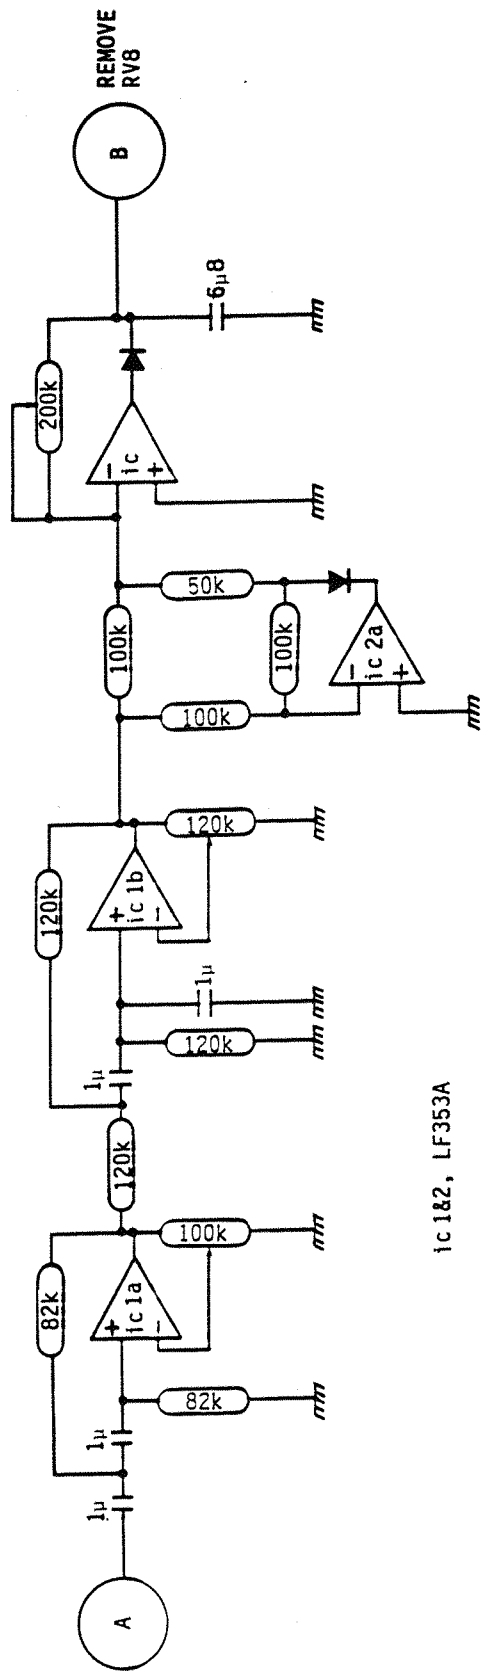 A
1µ
1µ
82k
82k
+
ic 1a
−
100k
120k
1µ
120k
120k
1µ
+
ic 1b
−
120k
100k
100k
100k
50k
−
ic 2a
+
−
ic
+
200k
6µ8
B
REMOVE
RV8
ic 1&2, LF353A